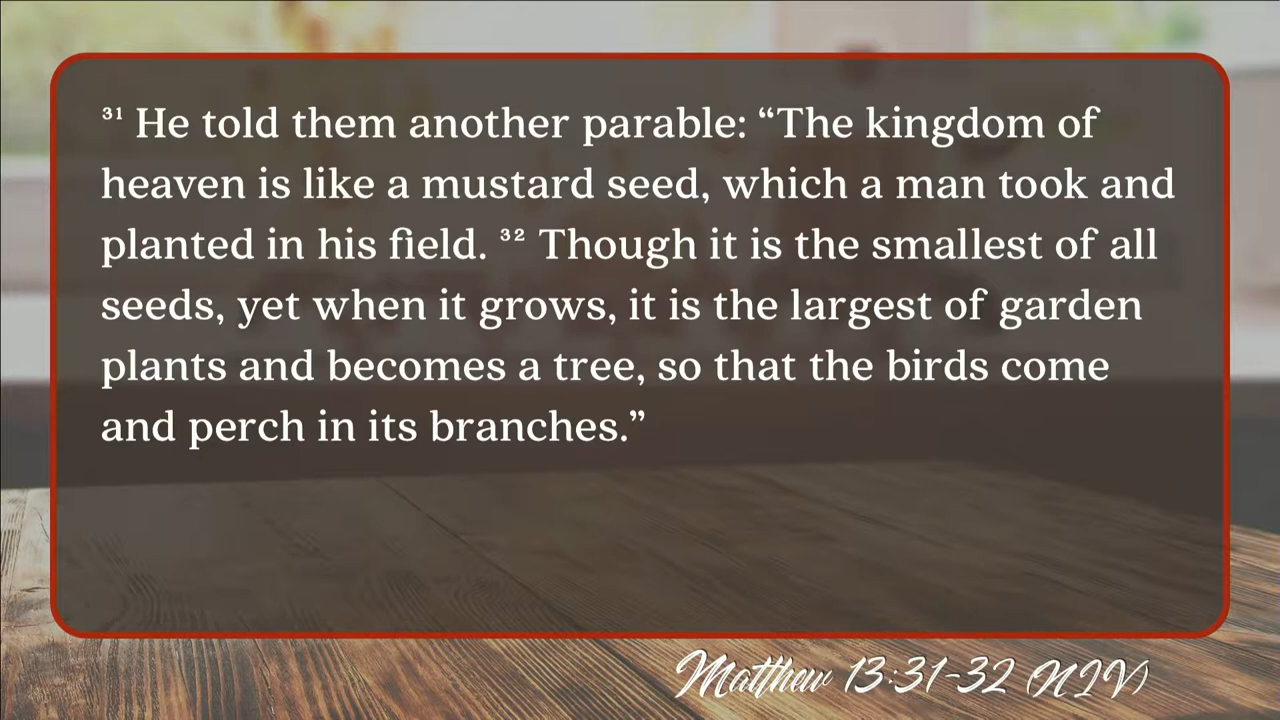 ³¹ He told them another parable: “The kingdom of
heaven is like a mustard seed, which a man took and
planted in his field. ³² Though it is the smallest of all
seeds, yet when it grows, it is the largest of garden
plants and becomes a tree, so that the birds come
and perch in its branches.”
Matthew 13:31-32 (NIV)